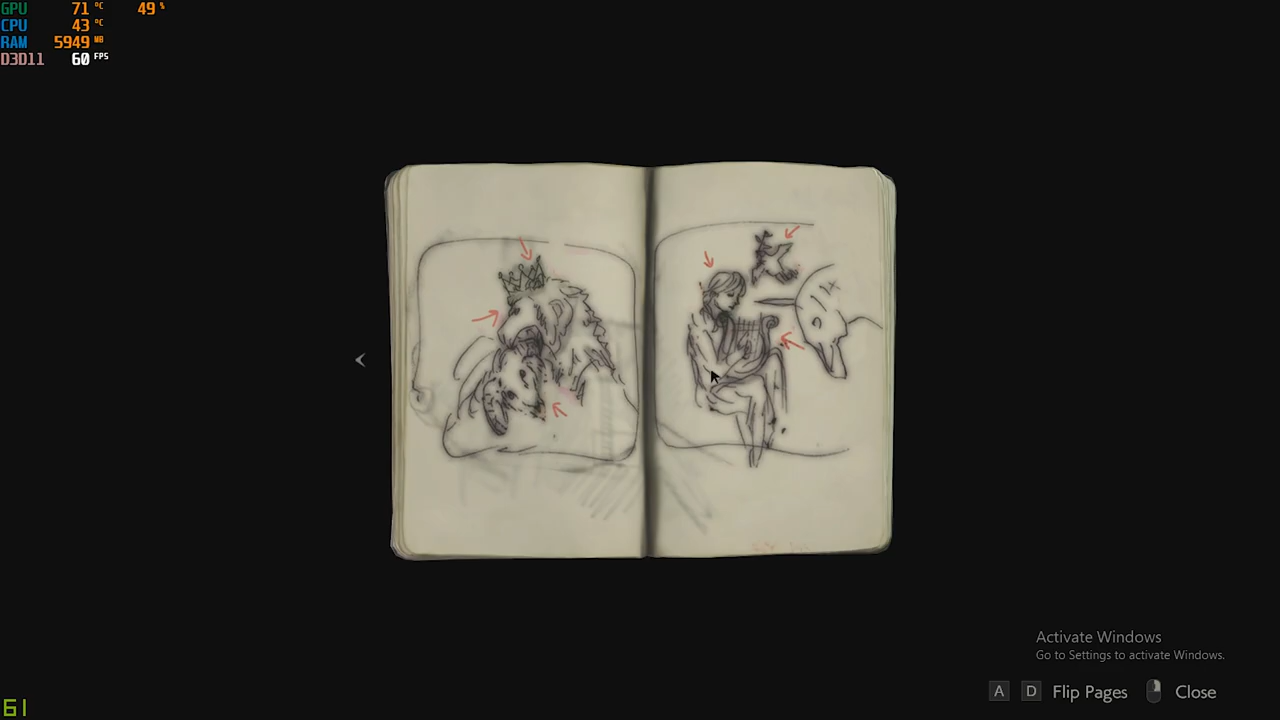 GPU 71 °C 49 %
CPU 43 °C
RAM 5949 MB
D3D11 60 FPS
Activate Windows
Go to Settings to activate Windows.
A D Flip Pages Close
61